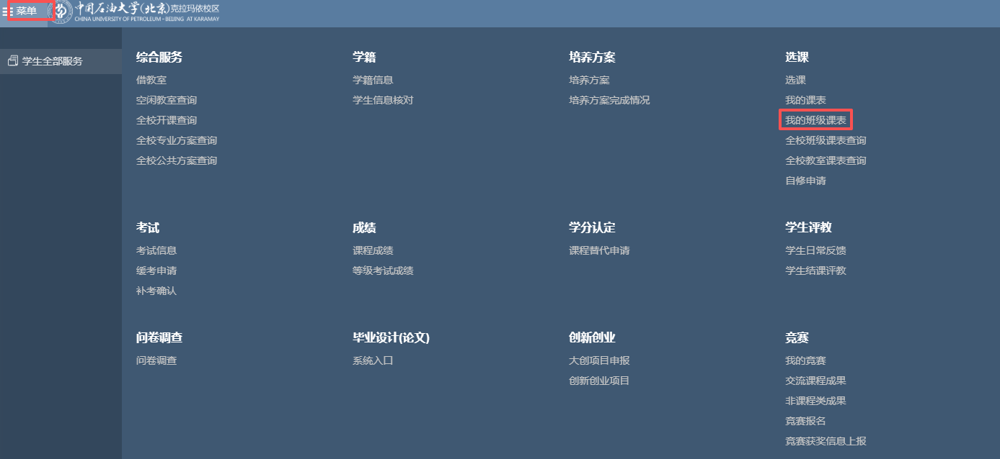 菜单
中国石油大学(北京)克拉玛依校区
CHINA UNIVERSITY OF PETROLEUM - BEIJING AT KARAMAY
学生全部服务
综合服务
借教室
空闲教室查询
全校开课查询
全校专业方案查询
全校公共方案查询
学籍
学籍信息
学生信息核对
培养方案
培养方案
培养方案完成情况
选课
选课
我的课表
我的班级课表
全校班级课表查询
全校教室课表查询
自修申请
考试
考试信息
缓考申请
补考确认
成绩
课程成绩
等级考试成绩
学分认定
课程替代申请
学生评教
学生日常反馈
学生结课评教
问卷调查
问卷调查
毕业设计(论文)
系统入口
创新创业
大创项目申报
创新创业项目
竞赛
我的竞赛
交流课程成果
非课程类成果
竞赛报名
竞赛获奖信息上报